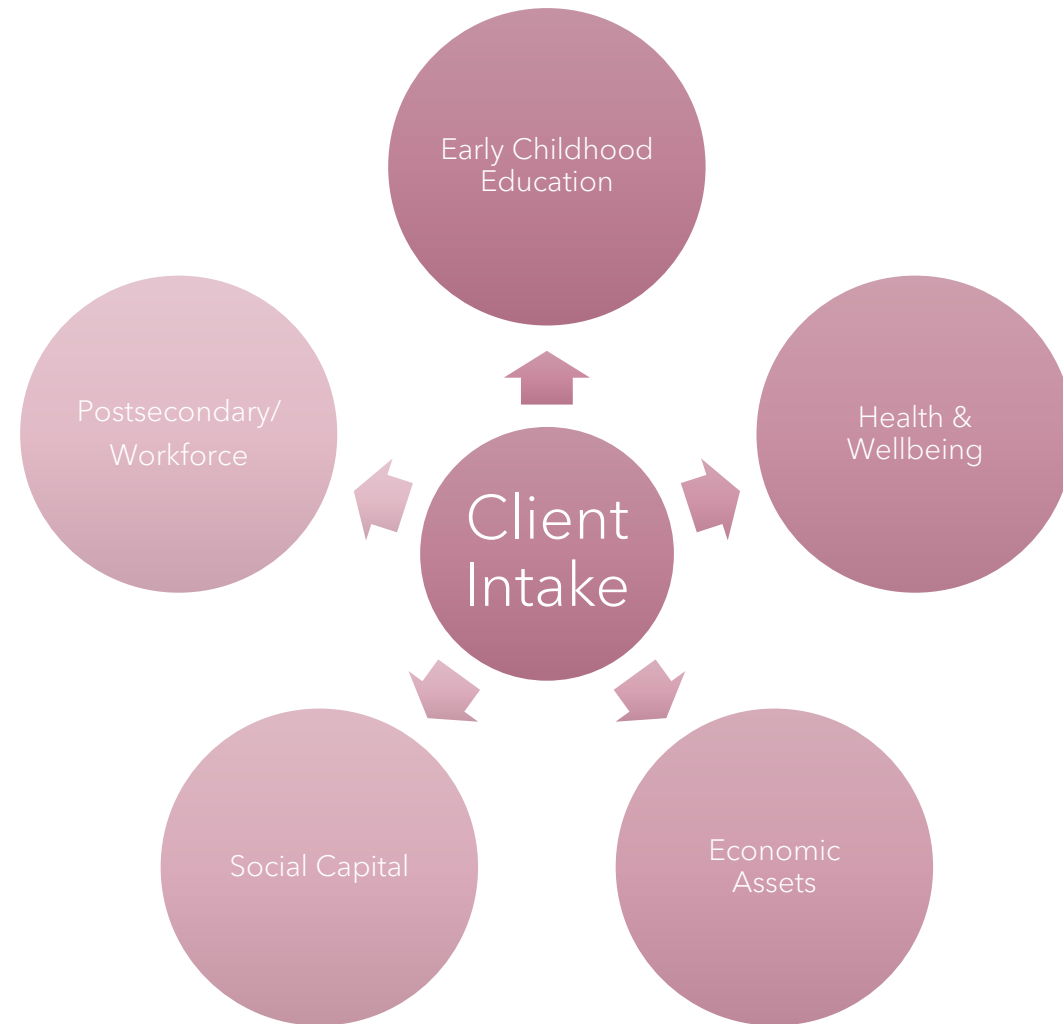 Early Childhood
Education
Postsecondary/
Workforce
Health &
Wellbeing
Client
Intake
Social Capital
Economic
Assets